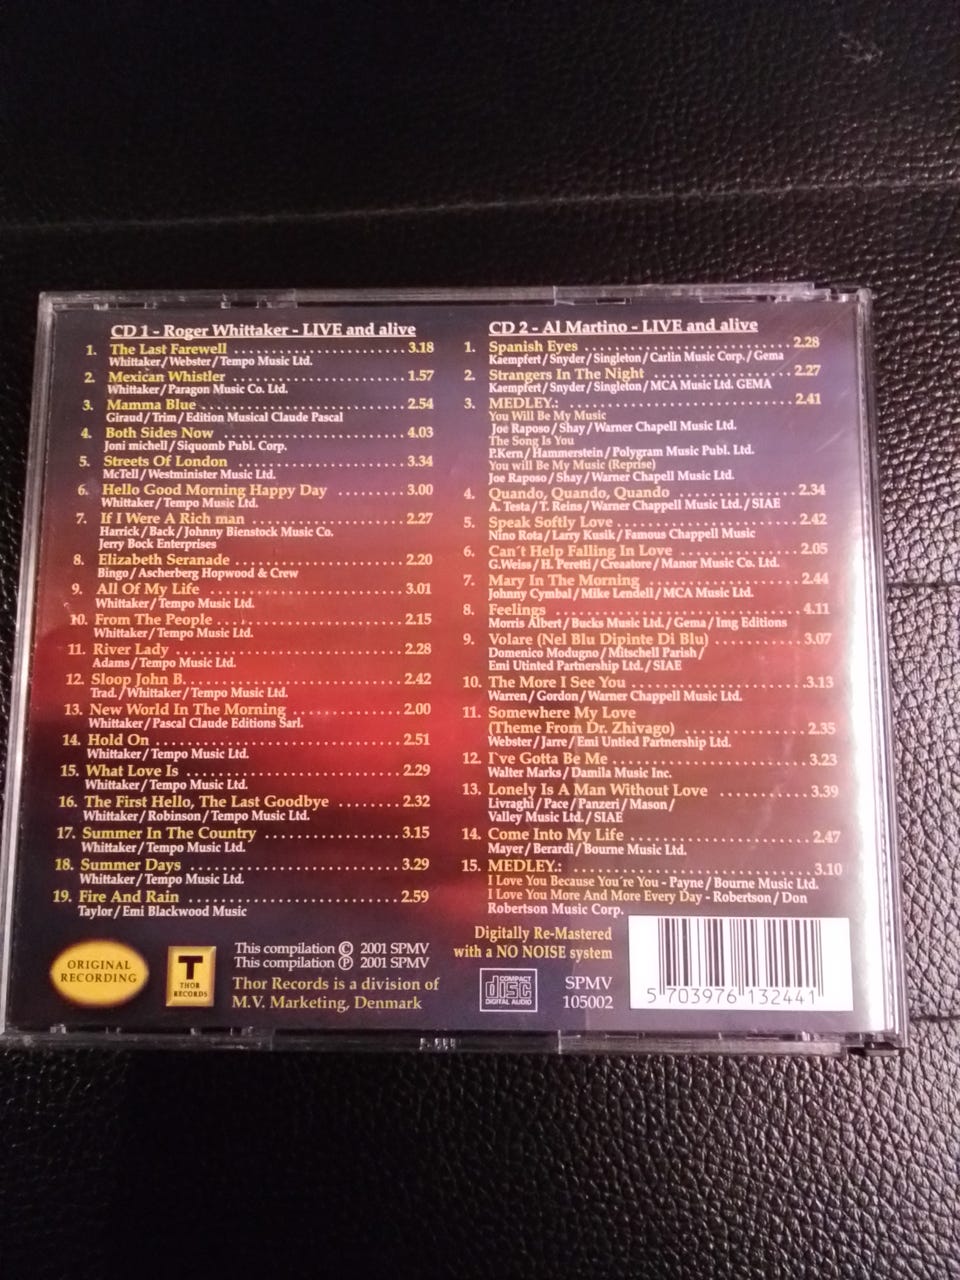 CD 1 - Roger Whittaker - LIVE and alive
1. The Last Farewell 3.18
Whittaker/Webster/Tempo Music Ltd.
2. Mexican Whistler 1.57
Whittaker/Paragon Music Co. Ltd.
3. Mamma Blue 2.54
Giraud/Trim/Edition Musical Claude Pascal
4. Both Sides Now 4.03
Joni michell/Siquomb Publ. Corp.
5. Streets Of London 3.34
McTell/Westminister Music Ltd.
6. Hello Good Morning Happy Day 3.00
Whittaker/Tempo Music Ltd.
7. If I Were A Rich man 2.27
Harrick/Back/Johnny Bienstock Music Co.
Jerry Bock Enterprises
8. Elizabeth Seranade 2.20
Bingo/Ascherberg Hopwood & Crew
9. All Of My Life 3.01
Whittaker/Tempo Music Ltd.
10. From The People 2.15
Whittaker/Tempo Music Ltd.
11. River Lady 2.28
Adams/Tempo Music Ltd.
12. Sloop John B. 2.42
Trad./Whittaker/Tempo Music Ltd.
13. New World In The Morning 2.00
Whittaker/Pascal Claude Editions Sarl.
14. Hold On 2.51
Whittaker/Tempo Music Ltd.
15. What Love Is 2.29
Whittaker/Tempo Music Ltd.
16. The First Hello, The Last Goodbye 2.32
Whittaker/Robinson/Tempo Music Ltd.
17. Summer In The Country 3.15
Whittaker/Tempo Music Ltd.
18. Summer Days 3.29
Whittaker/Tempo Music Ltd.
19. Fire And Rain 2.59
Taylor/Emi Blackwood Music
CD 2 - Al Martino - LIVE and alive
1. Spanish Eyes 2.28
Kaempfert/Snyder/Singleton/Carlin Music Corp./Gema
2. Strangers In The Night 2.27
Kaempfert/Snyder/Singleton/MCA Music Ltd. GEMA
3. MEDLEY.: 2.41
You Will Be My Music
Joe Raposo/Shay/Warner Chapell Music Ltd.
The Song Is You
P.Kern/Hammerstein/Polygram Music Publ. Ltd.
You will Be My Music (Reprise)
Joe Raposo/Shay/Warner Chapell Music Ltd.
4. Quando, Quando, Quando 2.34
A. Testa/T. Reins/Warner Chappell Music Ltd./SIAE
5. Speak Softly Love 2.42
Nino Rota/Larry Kusik/Famous Chappell Music
6. Can´t Help Falling In Love 2.05
G.Weiss/H. Peretti/Creaatore/Manor Music Co. Ltd.
7. Mary In The Morning 2.44
Johnny Cymbal/Mike Lendell/MCA Music Ltd.
8. Feelings 4.11
Morris Albert/Bucks Music Ltd./Gema/Img Editions
9. Volare (Nel Blu Dipinte Di Blu) 3.07
Domenico Modugno/Mitschell Parish/
Emi Utinted Partnership Ltd./SIAE
10. The More I See You 3.13
Warren/Gordon/Warner Chappell Music Ltd.
11. Somewhere My Love
(Theme From Dr. Zhivago) 2.35
Webster/Jarre/Emi Untied Partnership Ltd.
12. I´ve Gotta Be Me 3.23
Walter Marks/Damila Music Inc.
13. Lonely Is A Man Without Love 3.39
Livraghi/Pace/Panzeri/Mason/
Valley Music Ltd./SIAE
14. Come Into My Life 2.47
Mayer/Berardi/Bourne Music Ltd.
15. MEDLEY.: 3.10
I Love You Because You´re You - Payne/Bourne Music Ltd.
I Love You More And More Every Day - Robertson/Don
Robertson Music Corp.
ORIGINAL
RECORDING
T
THOR
RECORDS
This compilation © 2001 SPMV
This compilation ℗ 2001 SPMV
Thor Records is a division of
M.V. Marketing, Denmark
Digitally Re-Mastered
with a NO NOISE system
COMPACT
disc
DIGITAL AUDIO
SPMV
105002
5 703976 132441